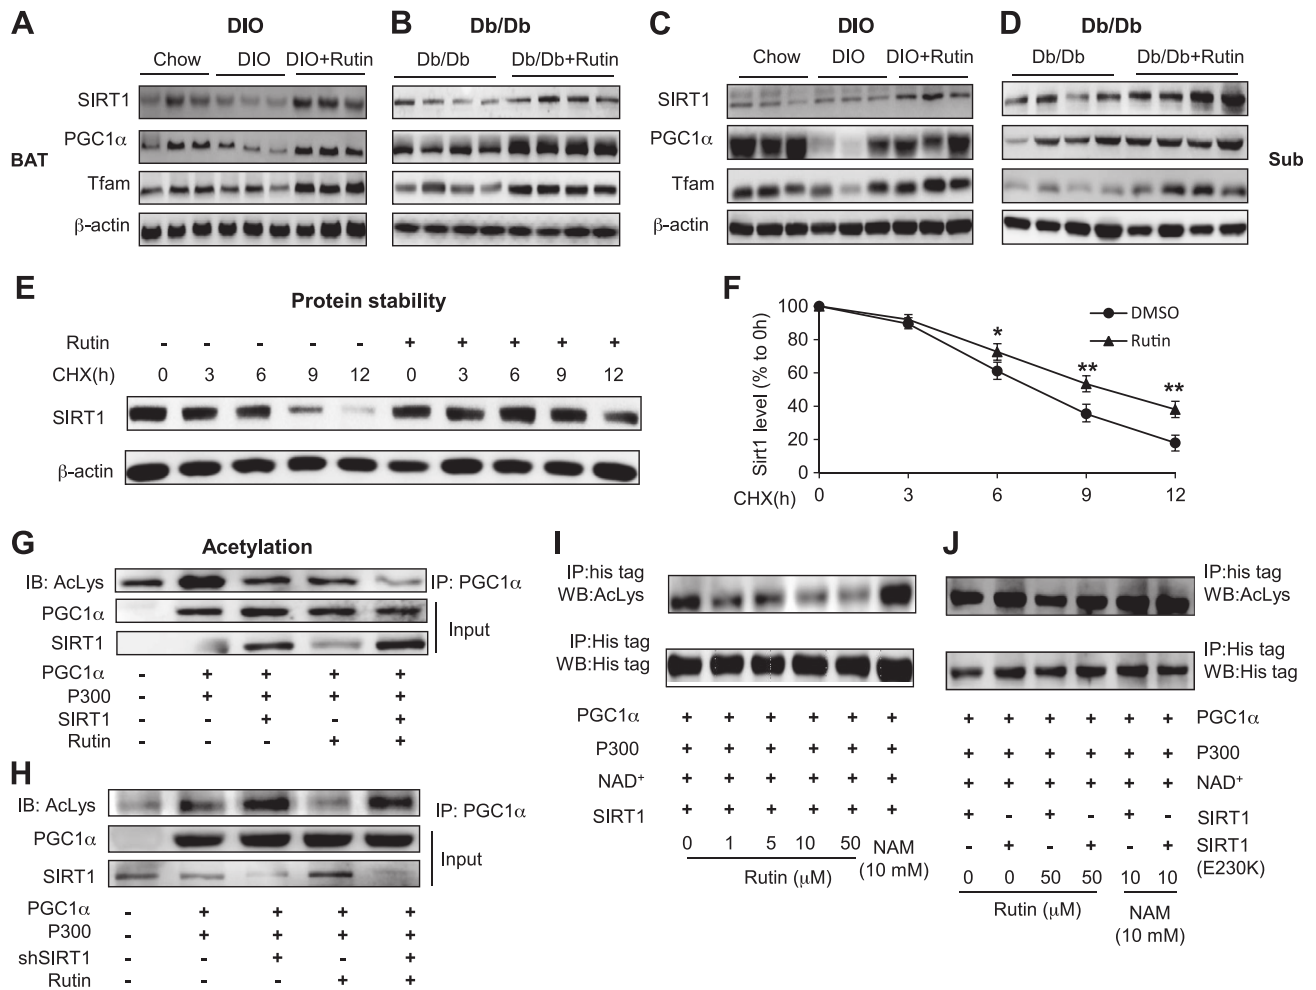 A
DIO
Chow DIO DIO+Rutin
B
Db/Db
Db/Db Db/Db+Rutin
C
DIO
Chow DIO DIO+Rutin
D
Db/Db
Db/Db Db/Db+Rutin
SIRT1
PGC1α
BAT
Tfam
β-actin
SIRT1
PGC1α
Tfam
β-actin
Sub
E
Protein stability
Rutin - - - - - + + + + +
CHX(h) 0 3 6 9 12 0 3 6 9 12
SIRT1
β-actin
F
Sirt1 level (% to 0h)
100
80
60
40
20
0
DMSO
Rutin
*
**
**
CHX(h) 0 3 6 9 12
G
Acetylation
IB: AcLys IP: PGC1α
PGC1α
Input
SIRT1
PGC1α - + + + +
P300 - + + + +
SIRT1 - - + - +
Rutin - - - + +
H
IB: AcLys IP: PGC1α
PGC1α
Input
SIRT1
PGC1α - + + + +
P300 - + + + +
shSIRT1 - - + - +
Rutin - - - + +
I
IP:his tag
WB:AcLys
IP:His tag
WB:His tag
PGC1α + + + + + +
P300 + + + + + +
NAD+ + + + + + +
SIRT1 + + + + + +
0 1 5 10 50 NAM
(10 mM)
Rutin (μM)
J
IP:his tag
WB:AcLys
IP:His tag
WB:His tag
+ + + + + + PGC1α
+ + + + + + P300
+ + + + + + NAD+
+ - + - + - SIRT1
- + - + - + SIRT1
(E230K)
0 0 50 50 10 10
Rutin (μM) NAM
(10 mM)